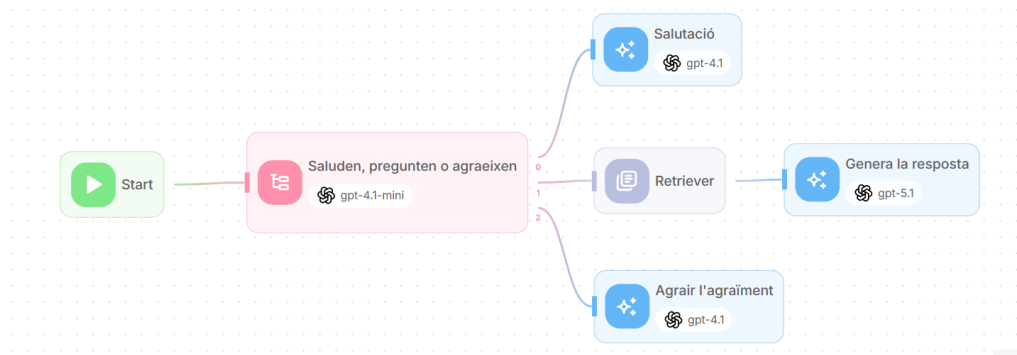 Salutació
gpt-4.1
Start
Saluden, pregunten o agraeixen
gpt-4.1-mini
0
1
2
Retriever
Genera la resposta
gpt-5.1
Agrair l'agraïment
gpt-4.1